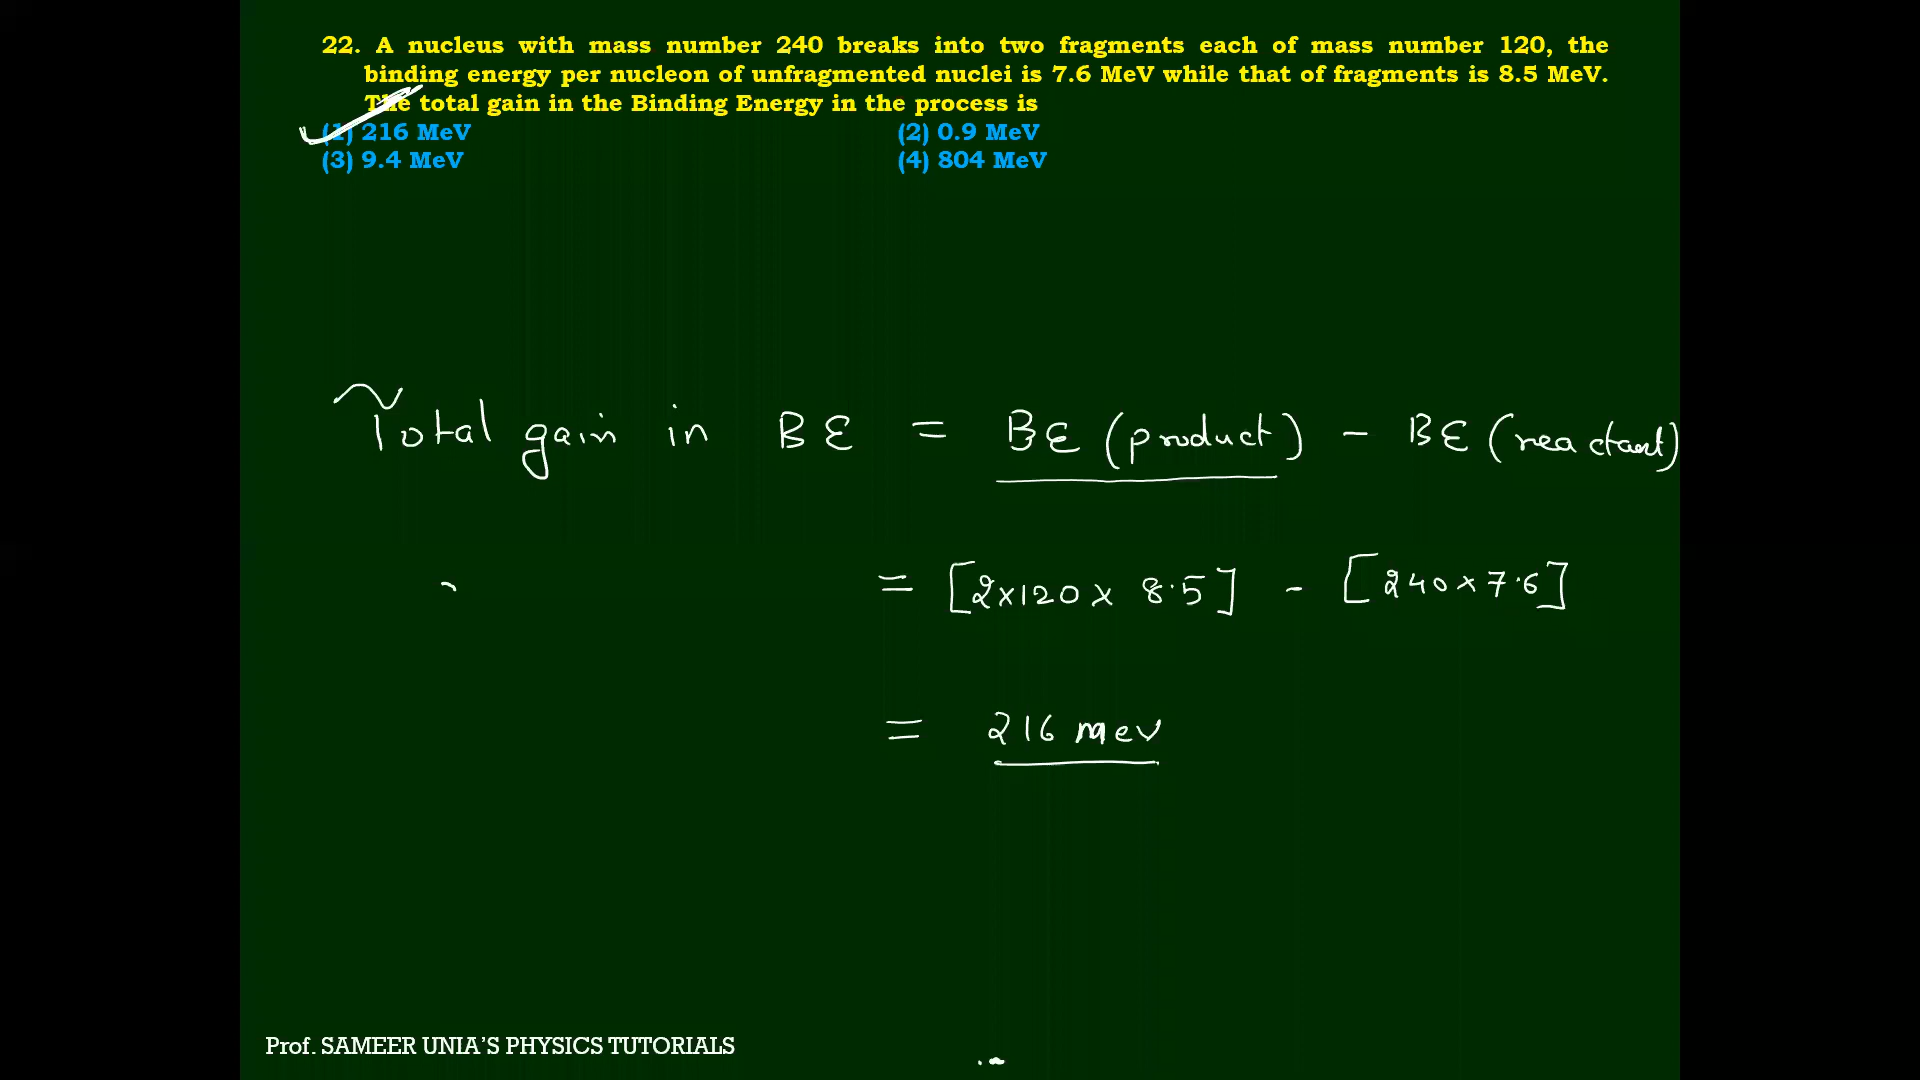 22. A nucleus with mass number 240 breaks into two fragments each of mass number 120, the
binding energy per nucleon of unfragmented nuclei is 7.6 MeV while that of fragments is 8.5 MeV.
The total gain in the Binding Energy in the process is
(1) 216 MeV (2) 0.9 MeV
(3) 9.4 MeV (4) 804 MeV
Total gain in BE = BE (product) - BE (reactant)
= [2×120× 8.5] - [240×7.6]
= 216 mev
Prof. SAMEER UNIA'S PHYSICS TUTORIALS